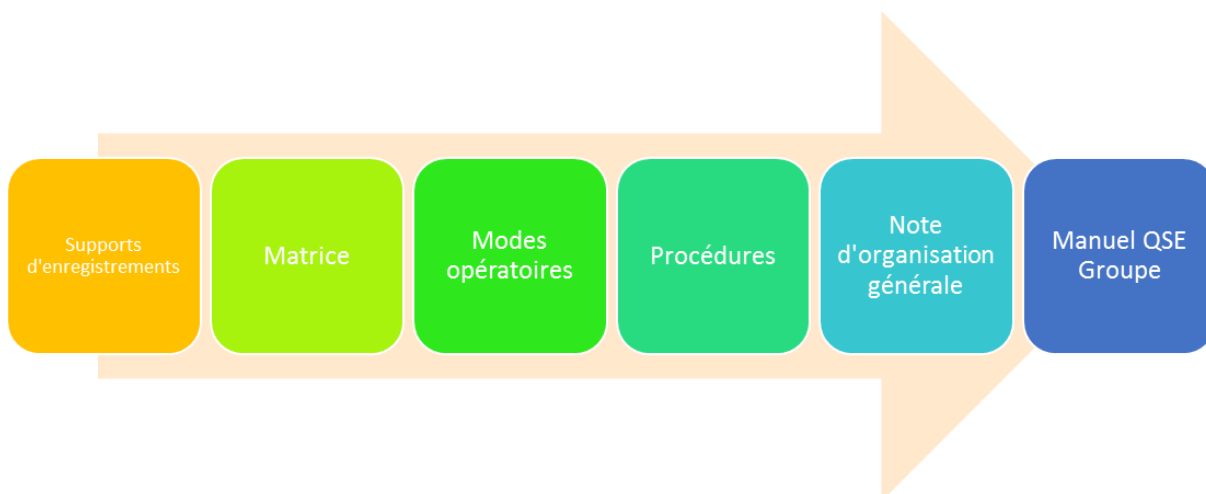 Supports
d'enregistrements
Matrice
Modes
opératoires
Procédures
Note
d'organisation
générale
Manuel QSE
Groupe